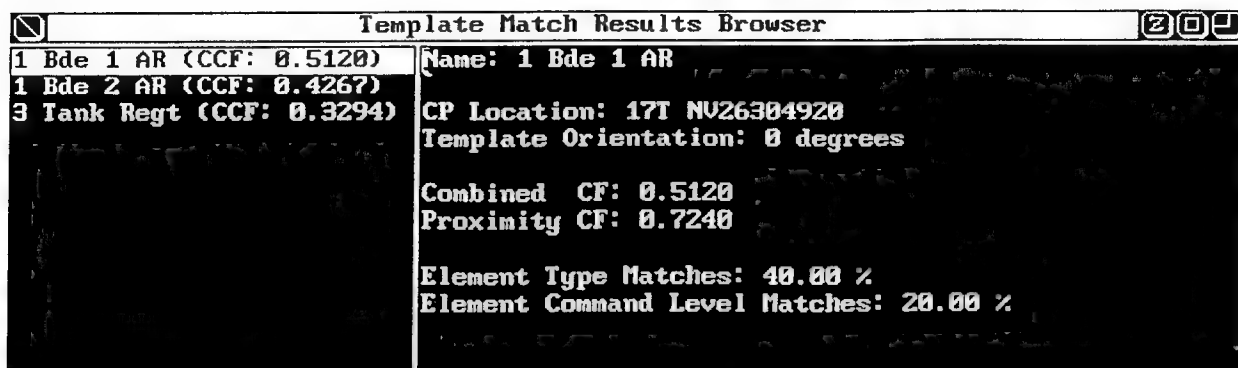 Template Match Results Browser
1 Bde 1 AR (CCF: 0.5120)
1 Bde 2 AR (CCF: 0.4267)
3 Tank Regt (CCF: 0.3294)
Name: 1 Bde 1 AR
CP Location: 17T NV26304920
Template Orientation: 0 degrees
Combined CF: 0.5120
Proximity CF: 0.7240
Element Type Matches: 40.00 %
Element Command Level Matches: 20.00 %